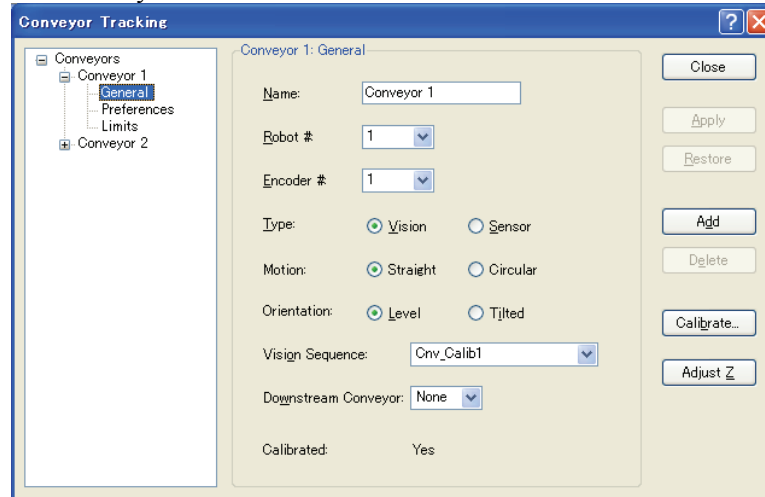 Conveyor Tracking
Conveyors
Conveyor 1
General
Preferences
Limits
Conveyor 2
Conveyor 1: General
Name: Conveyor 1
Robot # 1
Encoder # 1
Type: Vision Sensor
Motion: Straight Circular
Orientation: Level Tilted
Vision Sequence: Cnv_Calib1
Downstream Conveyor: None
Calibrated: Yes
Close
Apply
Restore
Add
Delete
Calibrate...
Adjust Z